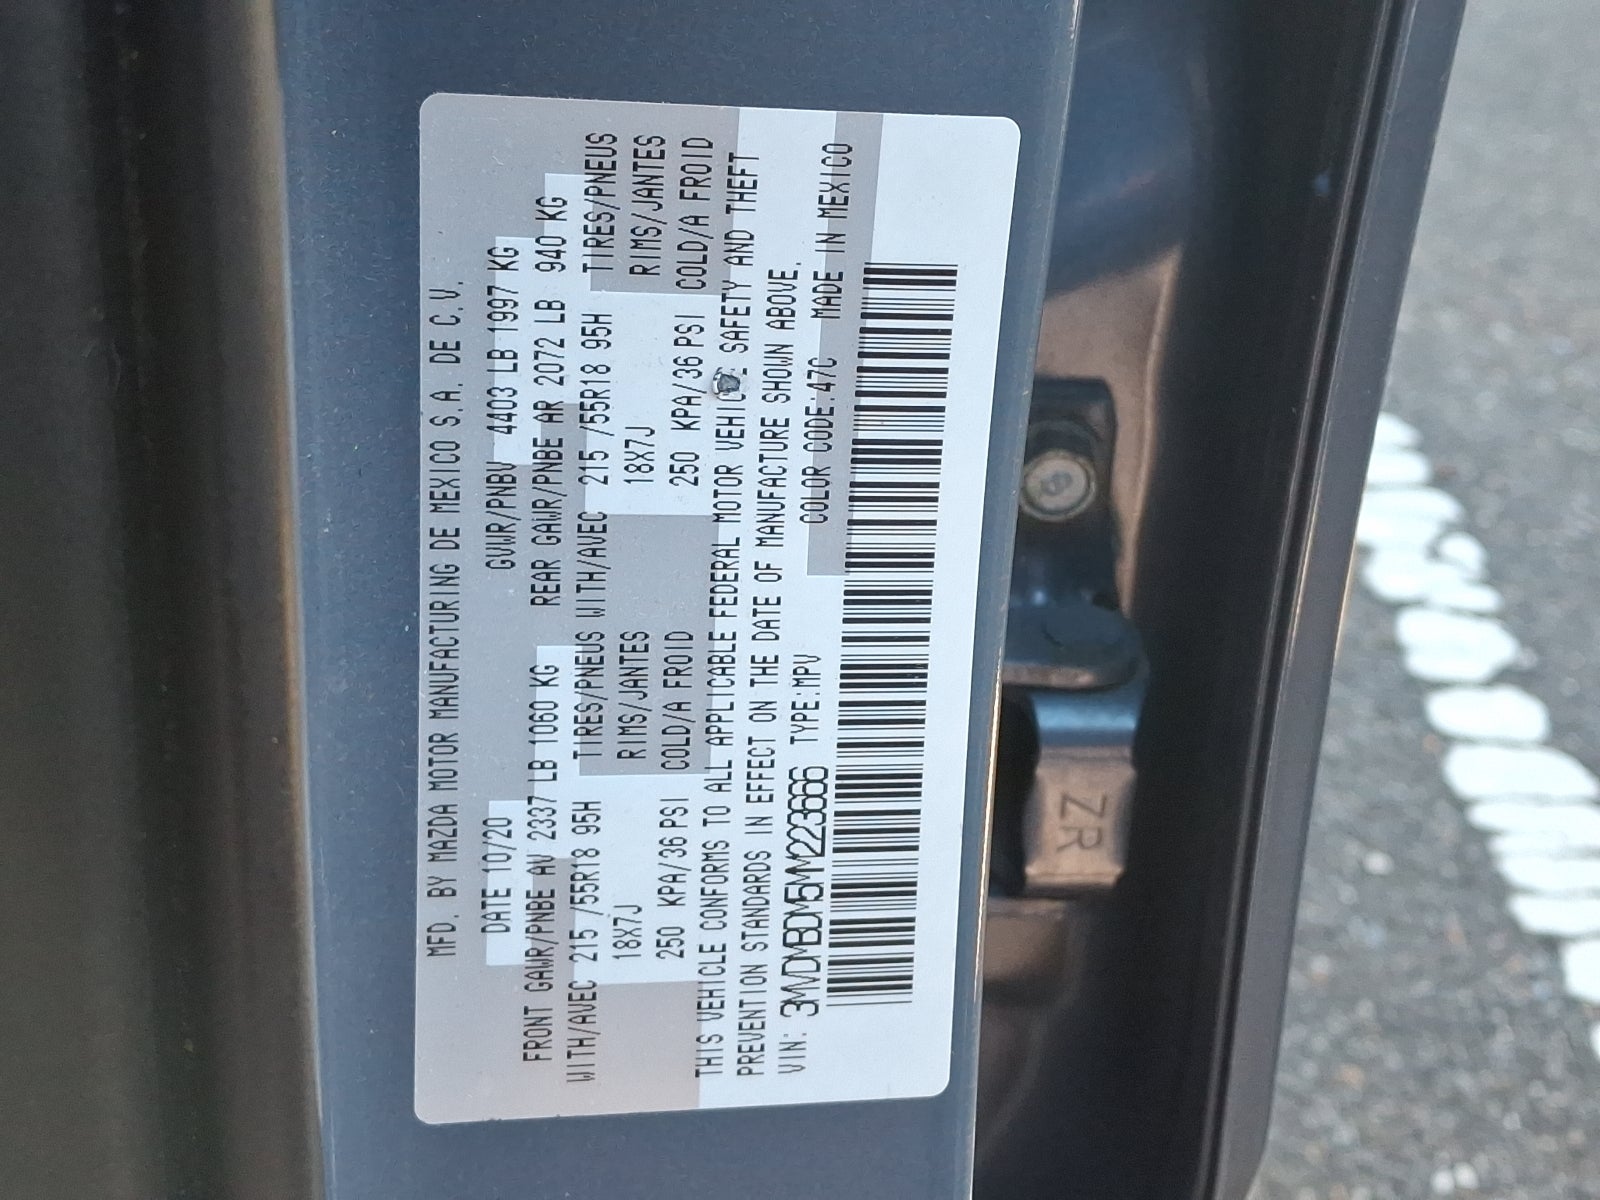 MFD. BY MAZDA MOTOR MANUFACTURING DE MEXICO S.A. DE C.V.
DATE 10/20 GVWR/PNBV 4403 LB 1997 KG
FRONT GAWR/PNBE AV 2337 LB 1060 KG REAR GAWR/PNBE AR 2072 LB 940 KG
WITH/AVEC 215 /55R18 95H TIRES/PNEUS WITH/AVEC 215 /55R18 95H TIRES/PNEUS
18X7J RIMS/JANTES 18X7J RIMS/JANTES
250 KPA/36 PSI COLD/A FROID 250 KPA/36 PSI COLD/A FROID
THIS VEHICLE CONFORMS TO ALL APPLICABLE FEDERAL MOTOR VEHICLE SAFETY AND THEFT
PREVENTION STANDARDS IN EFFECT ON THE DATE OF MANUFACTURE SHOWN ABOVE.
VIN: 3MVDMBDM5MM223666 TYPE:MPV COLOR CODE:47C MADE IN MEXICO
8
ZR